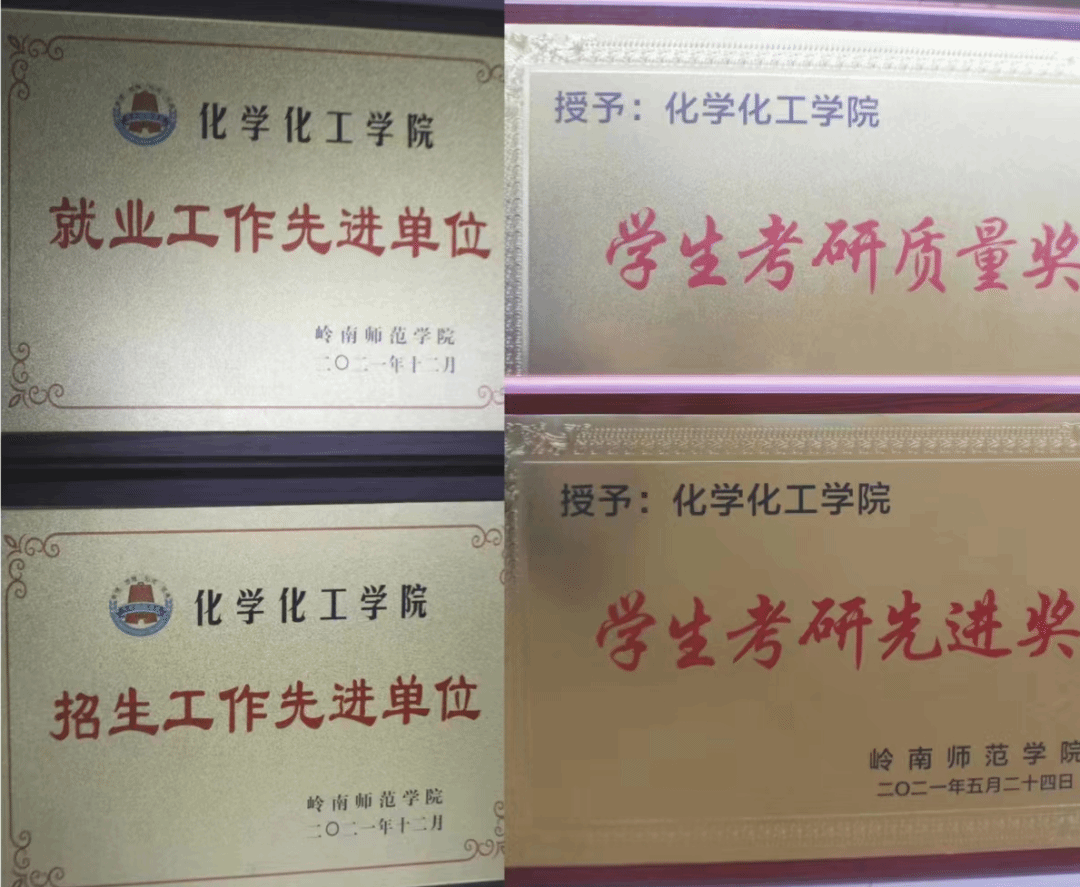 化学化工学院
就业工作先进单位
岭南师范学院
二〇二一年十二月
授予：化学化工学院
学生考研质量奖
化学化工学院
招生工作先进单位
岭南师范学院
二〇二一年十二月
授予：化学化工学院
学生考研先进奖
岭南师范学院
二〇二一年五月二十四日